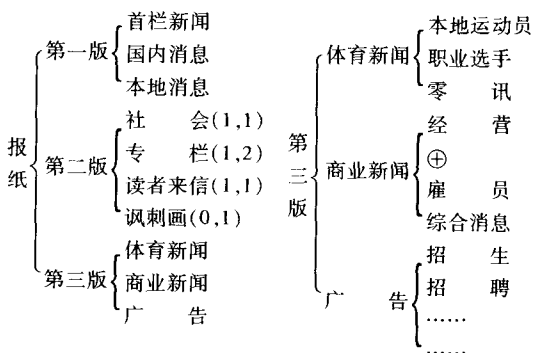 报纸
第一版
首栏新闻
国内消息
本地消息
第二版
社 会(1,1)
专 栏(1,2)
读者来信(1,1)
讽刺画(0,1)
第三版
体育新闻
商业新闻
广 告
第三版
体育新闻
本地运动员
职业选手
零 讯
商业新闻
经 营
⊕
雇 员
综合消息
广 告
招 生
招 聘
……
……